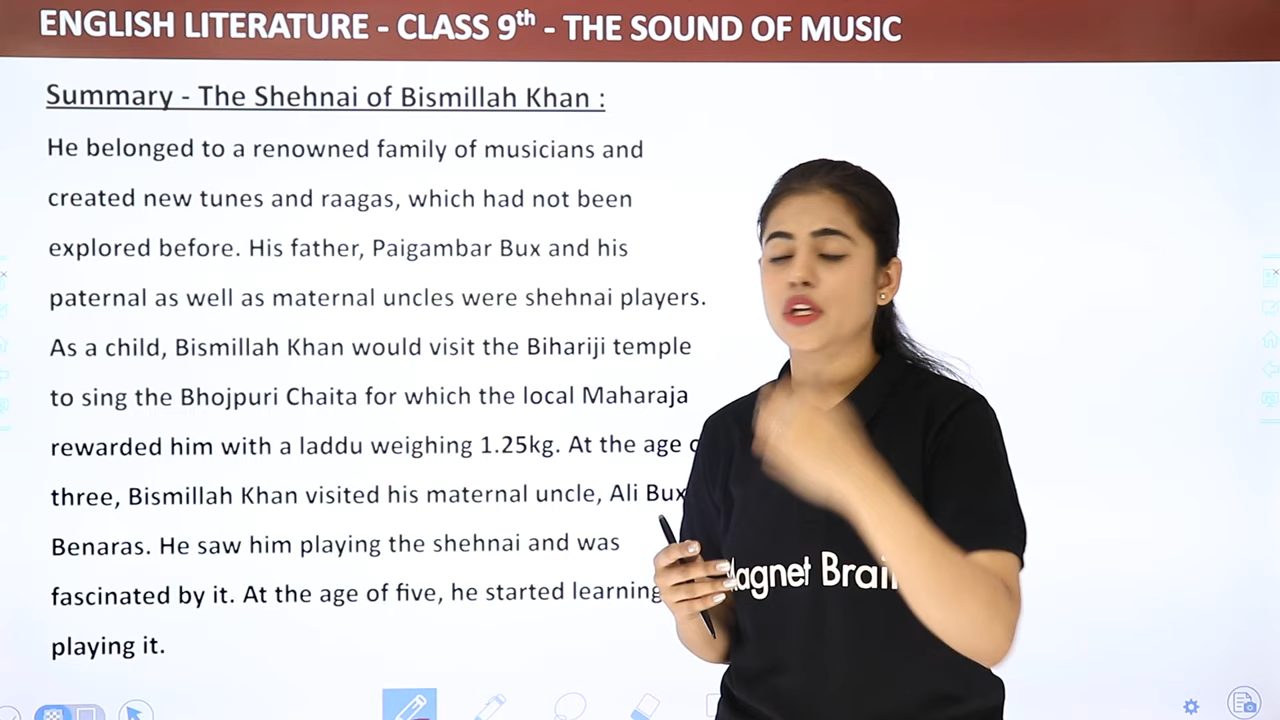 ENGLISH LITERATURE - CLASS 9th - THE SOUND OF MUSIC
Summary - The Shehnai of Bismillah Khan :
He belonged to a renowned family of musicians and
created new tunes and raagas, which had not been
explored before. His father, Paigambar Bux and his
paternal as well as maternal uncles were shehnai players.
As a child, Bismillah Khan would visit the Bihariji temple
to sing the Bhojpuri Chaita for which the local Maharaja
rewarded him with a laddu weighing 1.25kg. At the age
three, Bismillah Khan visited his maternal uncle, Ali Bux
Benaras. He saw him playing the shehnai and was
fascinated by it. At the age of five, he started learning
playing it.
Magnet Brai